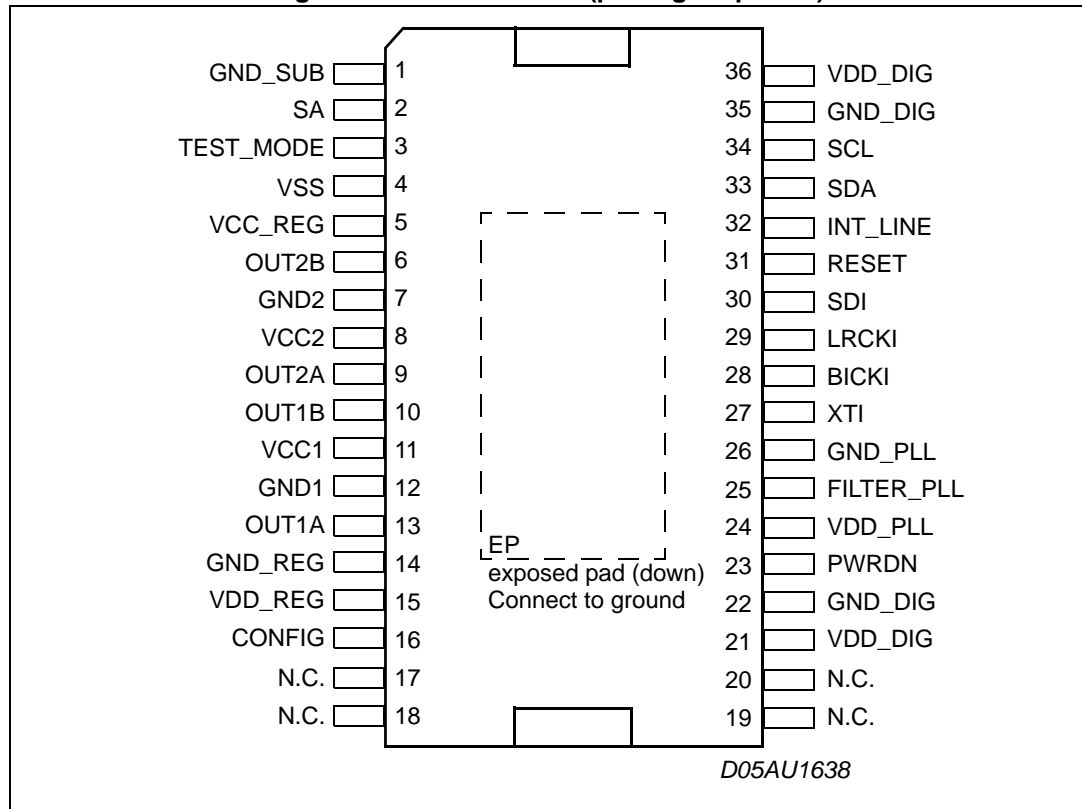 GND_SUB 1 36 VDD_DIG
SA 2 35 GND_DIG
TEST_MODE 3 34 SCL
VSS 4 33 SDA
VCC_REG 5 32 INT_LINE
OUT2B 6 31 RESET
GND2 7 30 SDI
VCC2 8 29 LRCKI
OUT2A 9 28 BICKI
OUT1B 10 27 XTI
VCC1 11 26 GND_PLL
GND1 12 25 FILTER_PLL
OUT1A 13 24 VDD_PLL
GND_REG 14 23 PWRDN
VDD_REG 15 22 GND_DIG
CONFIG 16 21 VDD_DIG
N.C. 17 20 N.C.
N.C. 18 19 N.C.
EP
exposed pad (down)
Connect to ground
D05AU1638